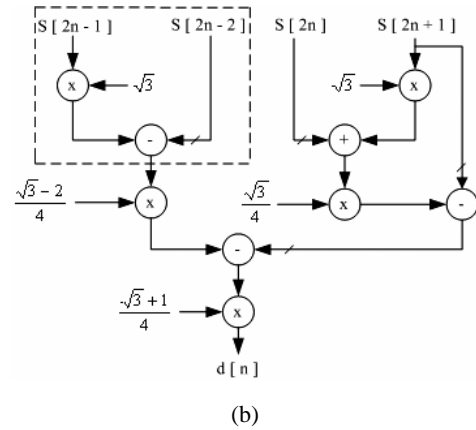 S [ 2n - 1 ] S [ 2n - 2 ] S [ 2n ] S [ 2n + 1 ]
x √3 √3 x
- +
√3 − 2
4
x
√3
4
x -
-
-√3 + 1
4
x
d [ n ]
(b)